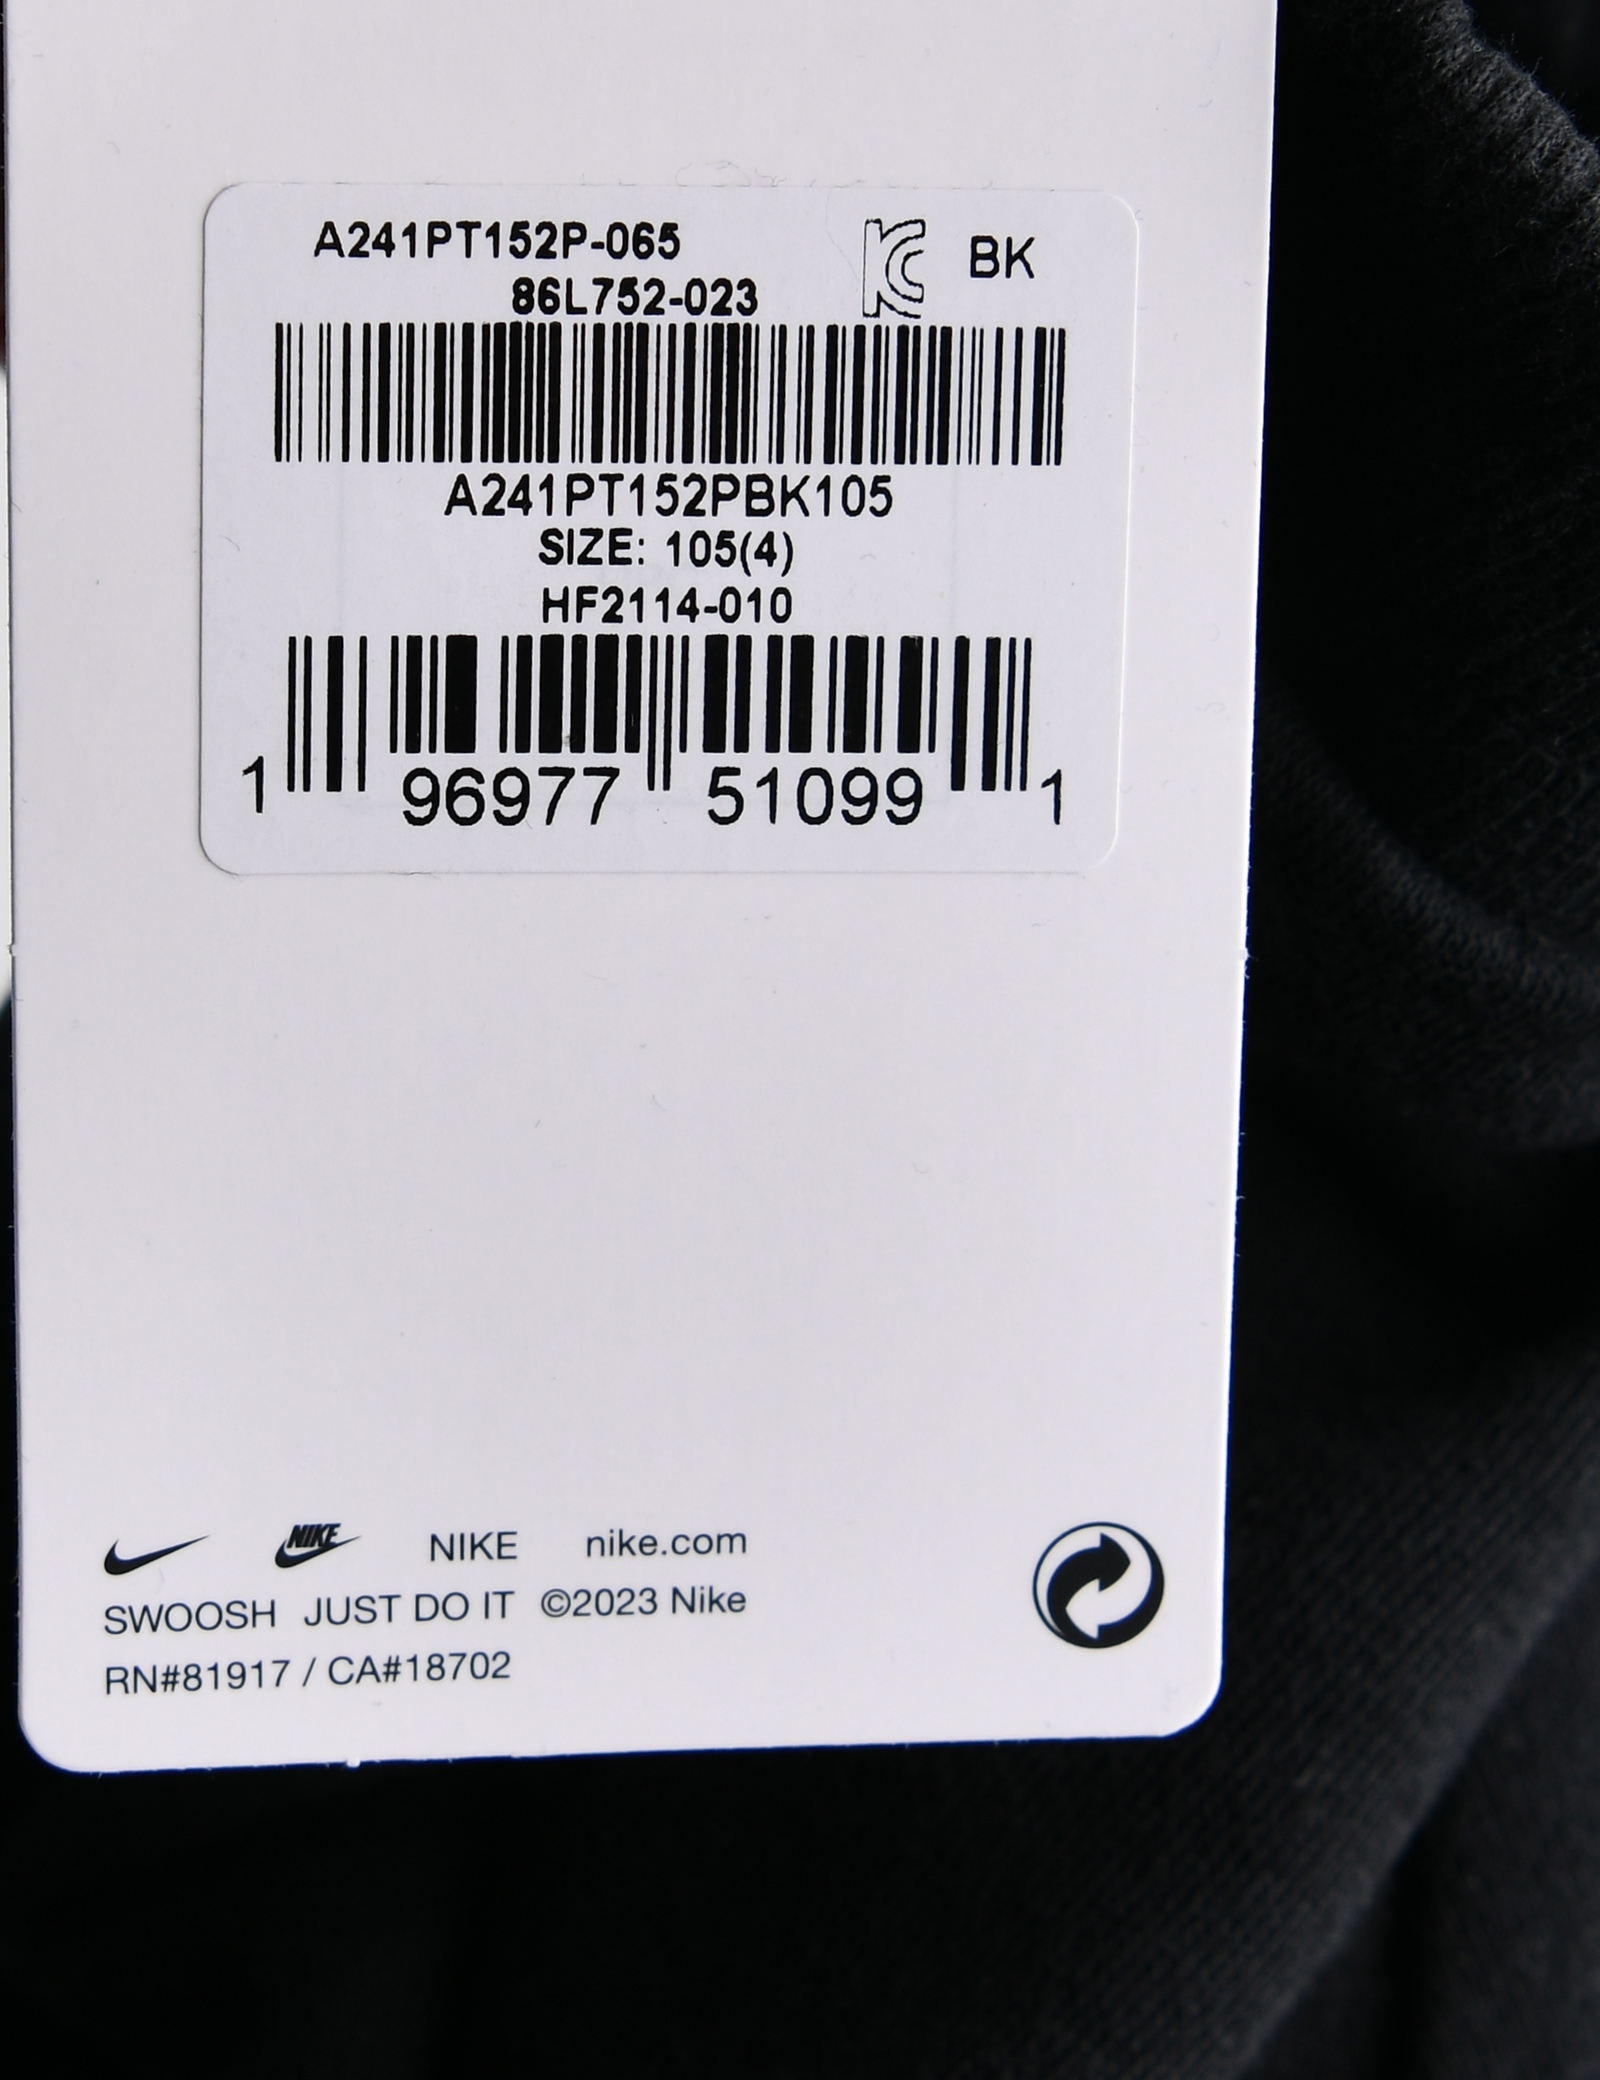 A241PT152P-065
BK
86L752-023
A241PT152PBK105
SIZE: 105(4)
HF2114-010
1 96977 51099 1
NIKE NIKE nike.com
SWOOSH JUST DO IT ©2023 Nike
RN#81917 / CA#18702